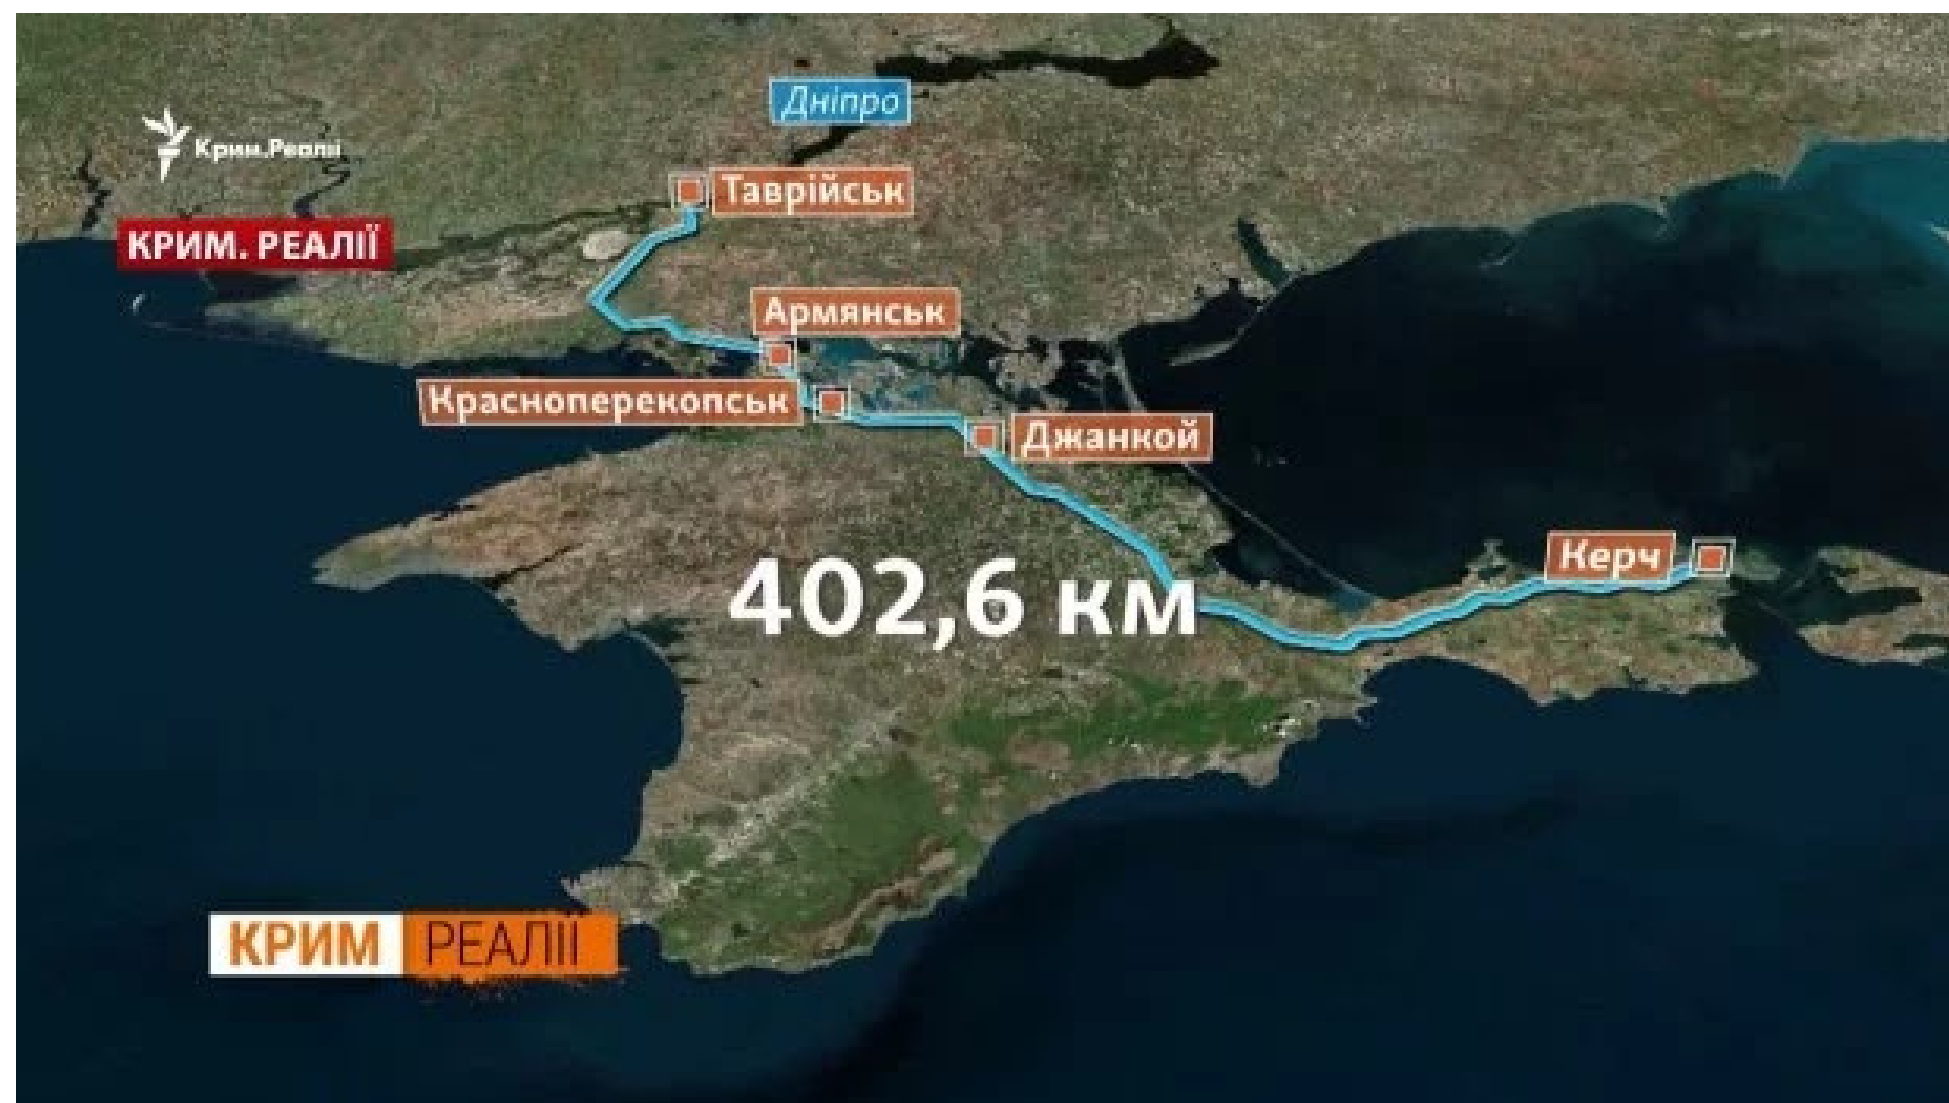 Дніпро
Крим.Реалії
Таврійськ
КРИМ. РЕАЛІЇ
Армянськ
Красноперекопськ
Джанкой
Керч
402,6 км
КРИМ РЕАЛІЇ